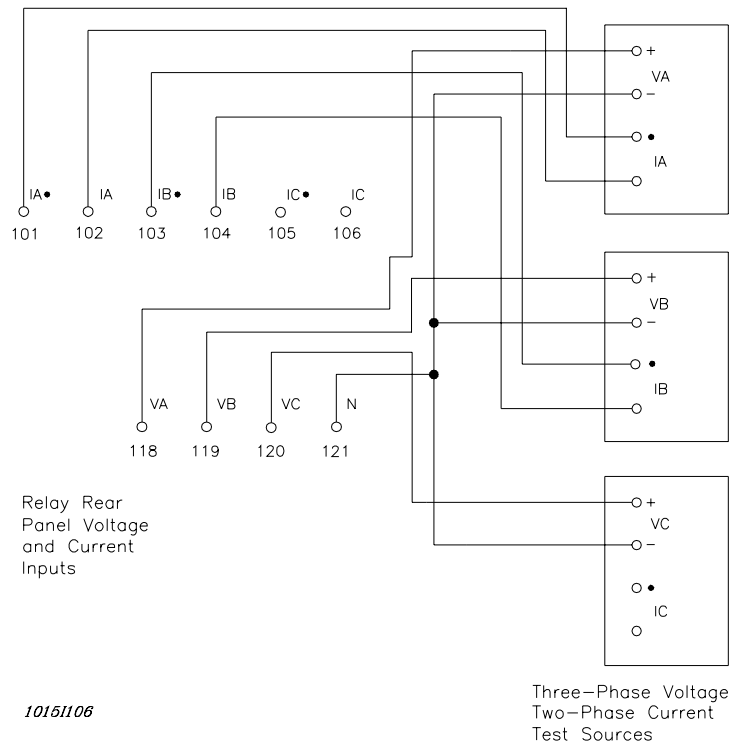 +
VA
−
•
IA
IA• IA IB• IB IC• IC
101 102 103 104 105 106
+
VB
−
•
IB
VA VB VC N
118 119 120 121
Relay Rear
Panel Voltage
and Current
Inputs
+
VC
−
•
IC
Three−Phase Voltage
Two−Phase Current
Test Sources
1015I106